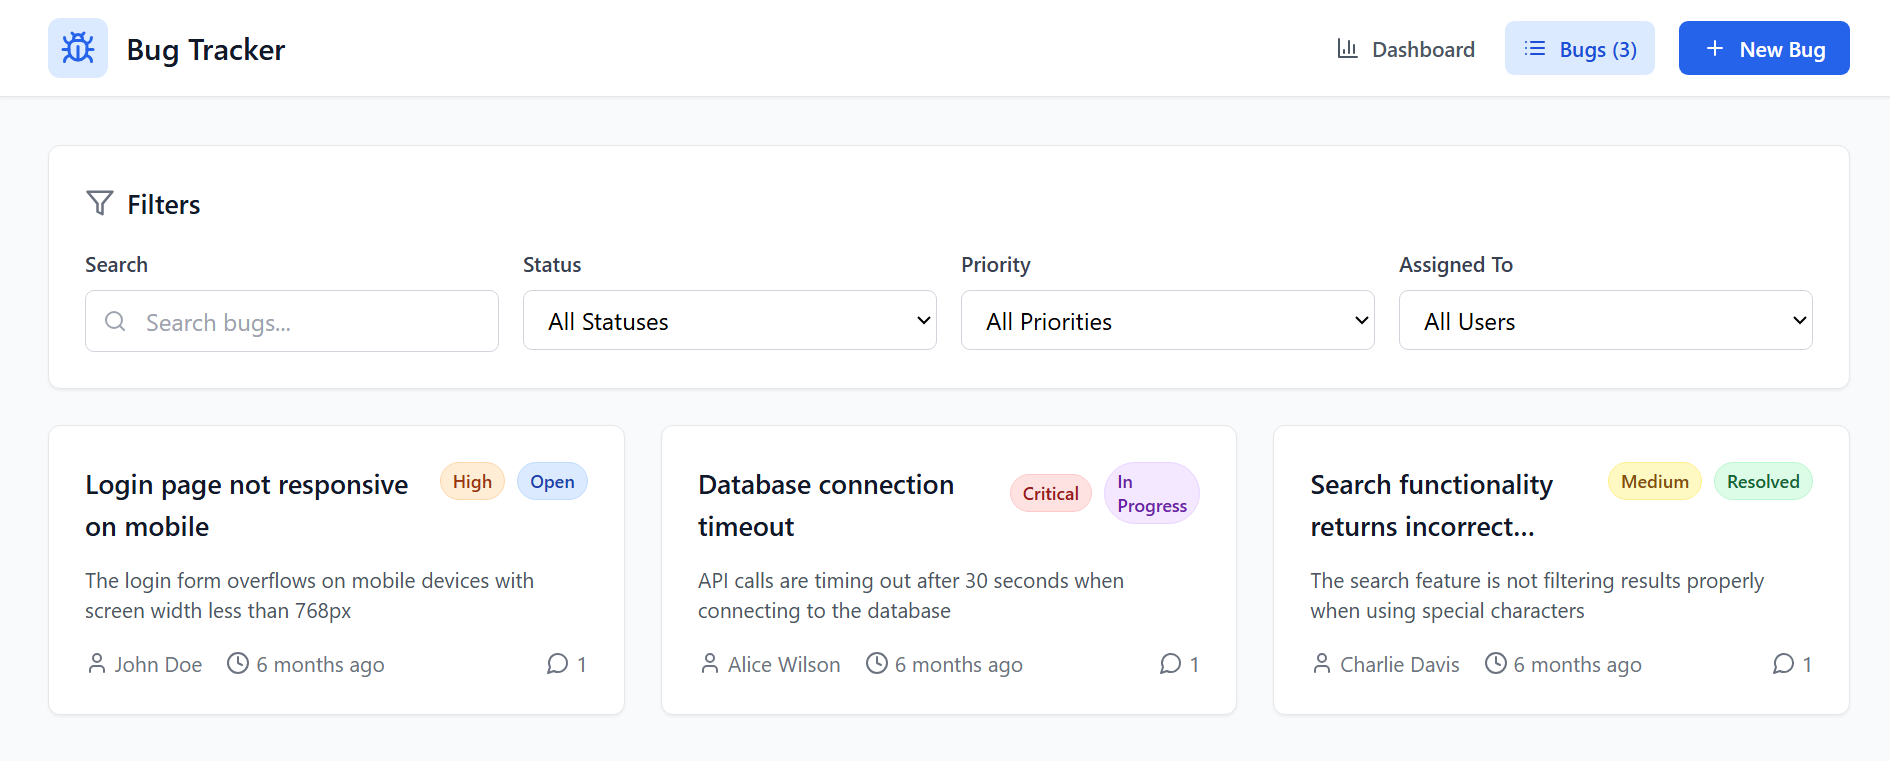 Bug Tracker
Dashboard
Bugs (3)
New Bug
Filters
Search
Status
Priority
Assigned To
Search bugs...
All Statuses
All Priorities
All Users
Login page not responsive
on mobile
High
Open
The login form overflows on mobile devices with
screen width less than 768px
John Doe
6 months ago
1
Database connection
timeout
Critical
In
Progress
API calls are timing out after 30 seconds when
connecting to the database
Alice Wilson
6 months ago
1
Search functionality
returns incorrect...
Medium
Resolved
The search feature is not filtering results properly
when using special characters
Charlie Davis
6 months ago
1